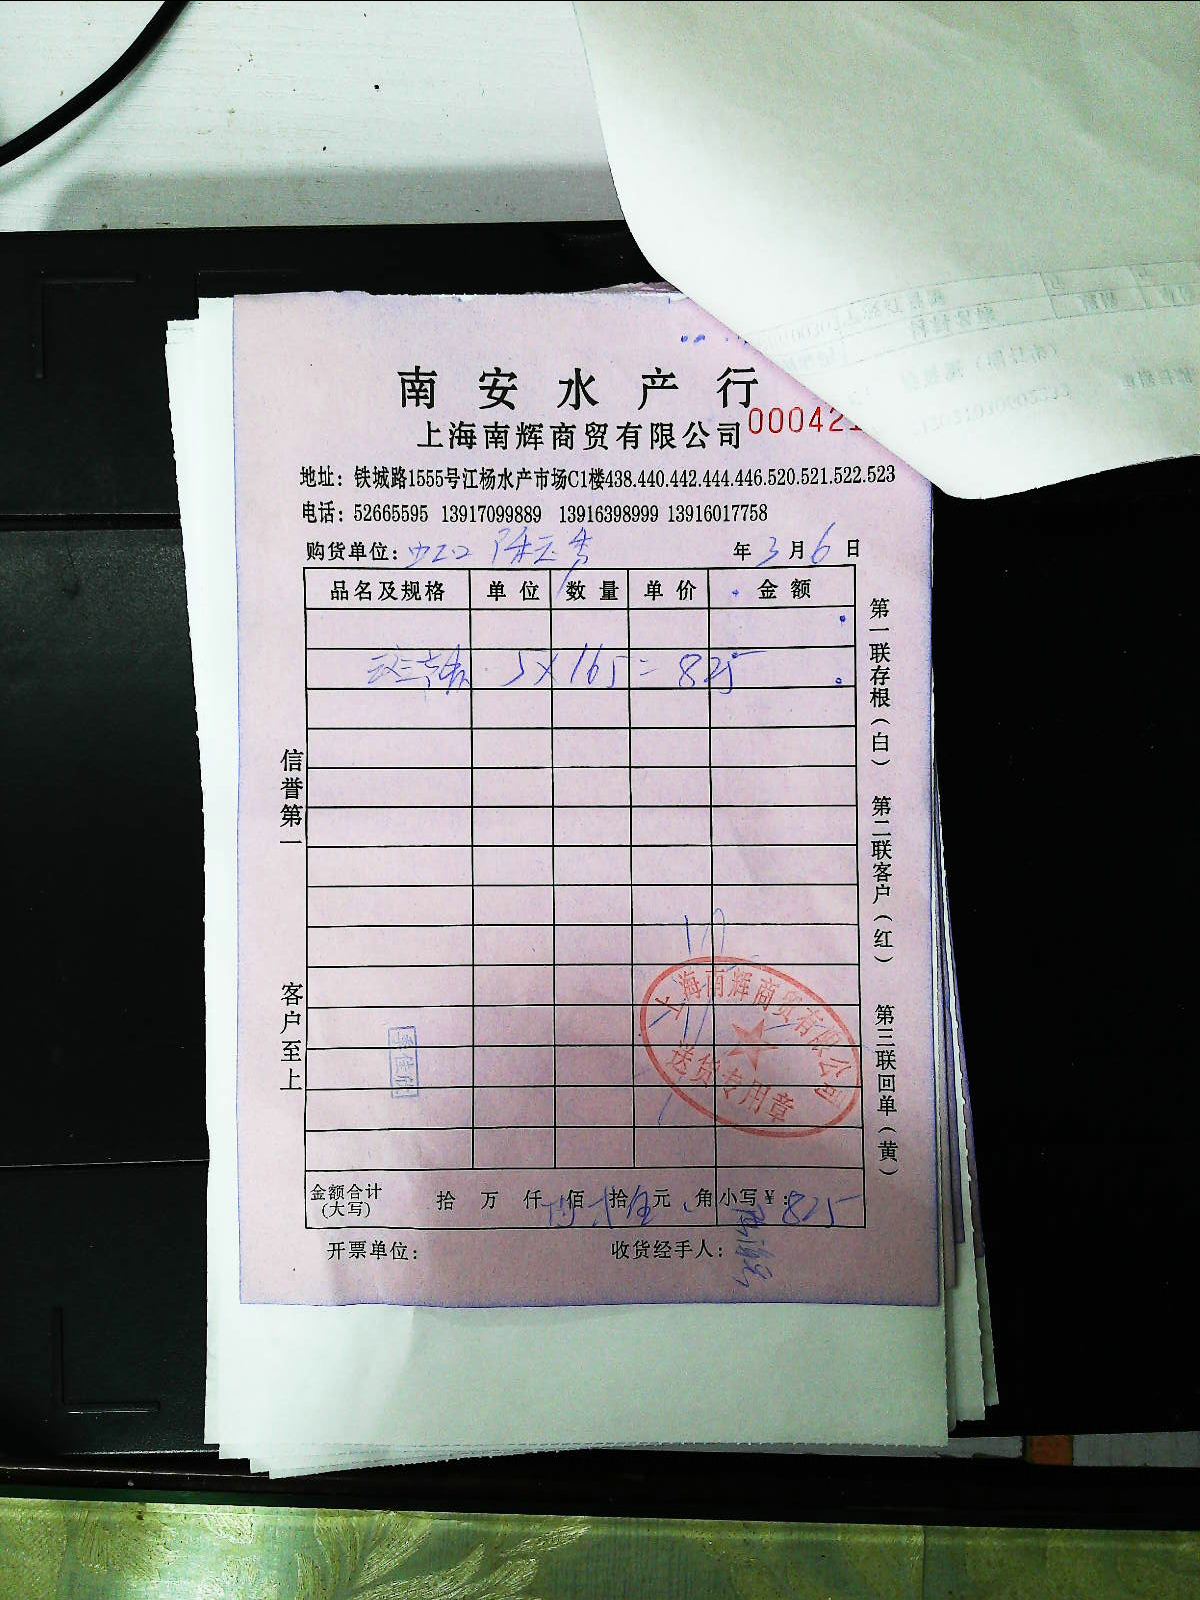 南安水产行
上海南辉商贸有限公司
地址：铁城路1555号江杨水产市场C1楼438.440.442.444.446.520.521.522.523
电话：52665595 13917099889 13916398999 13916017758
购货单位： 年 3 月 6 日
品名及规格 单位 数量 单价 金额
5×165=825
信誉第一
客户至上
第一联存根（白）
第二联客户（红）
第三联回单（黄）
上海南辉商贸有限公司
送货专用章
金额合计（大写） 拾 万 仟 佰 拾 元 角 小写￥：825
开票单位： 收货经手人：